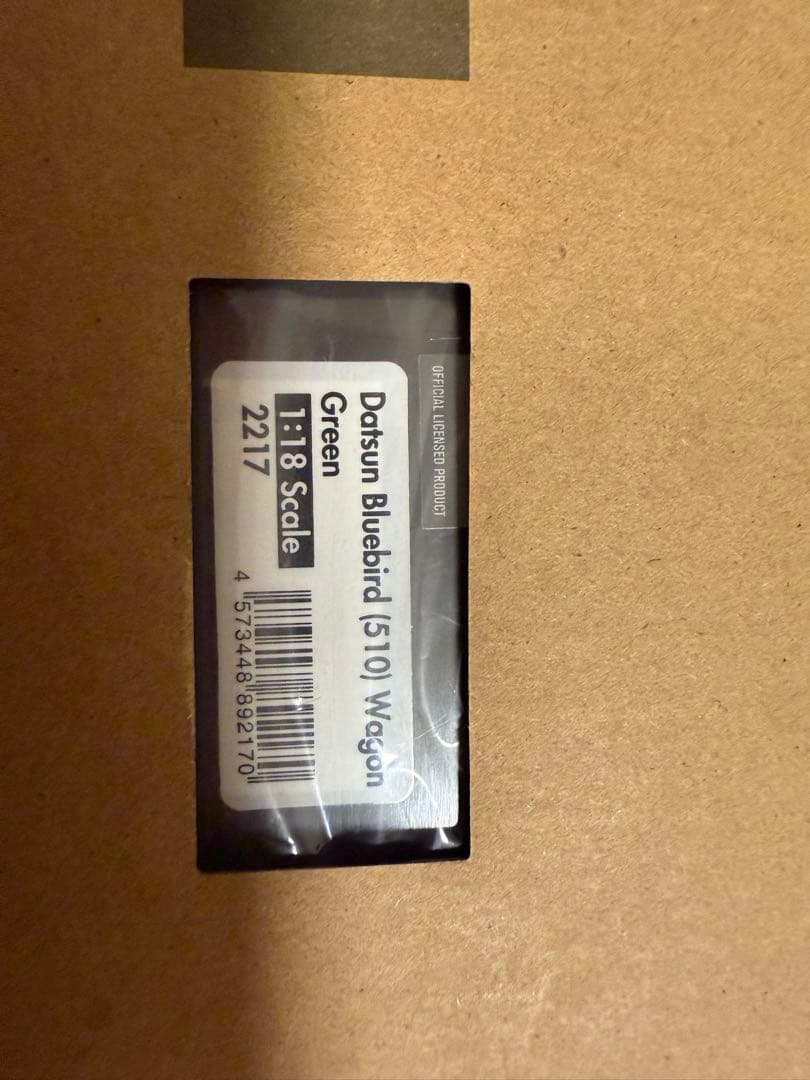 OFFICIAL LICENSED PRODUCT
Datsun Bluebird (510) Wagon
Green
1:18 Scale
2217
4 573448 892170